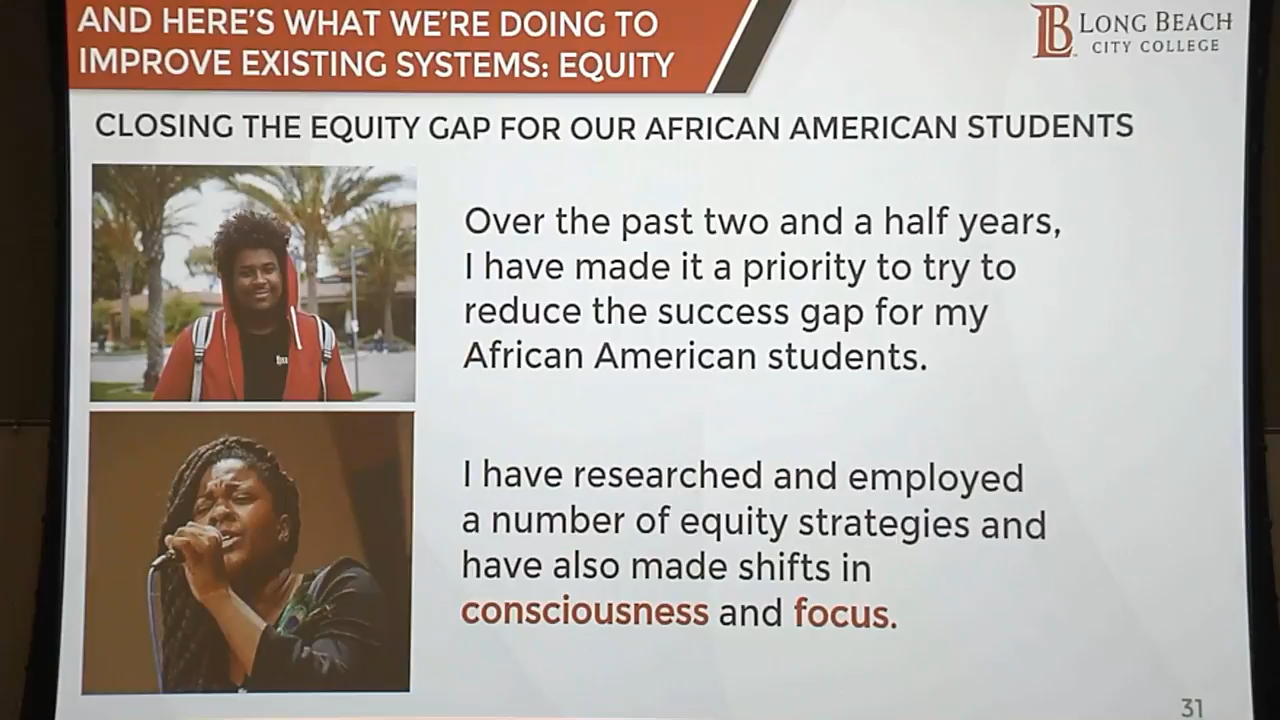 AND HERE'S WHAT WE'RE DOING TO
IMPROVE EXISTING SYSTEMS: EQUITY
LB LONG BEACH
CITY COLLEGE
CLOSING THE EQUITY GAP FOR OUR AFRICAN AMERICAN STUDENTS
Over the past two and a half years,
I have made it a priority to try to
reduce the success gap for my
African American students.
I have researched and employed
a number of equity strategies and
have also made shifts in
consciousness and focus.
31